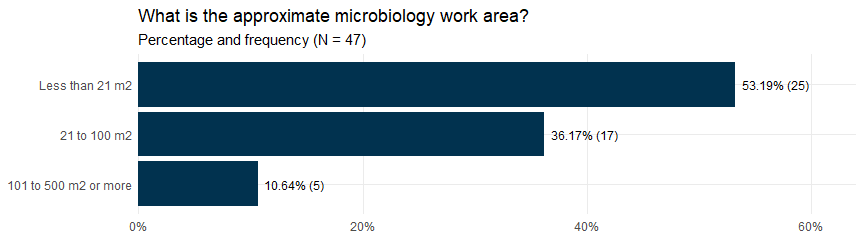 What is the approximate microbiology work area?
Percentage and frequency (N = 47)
Less than 21 m2
53.19% (25)
21 to 100 m2
36.17% (17)
101 to 500 m2 or more
10.64% (5)
0%
20%
40%
60%